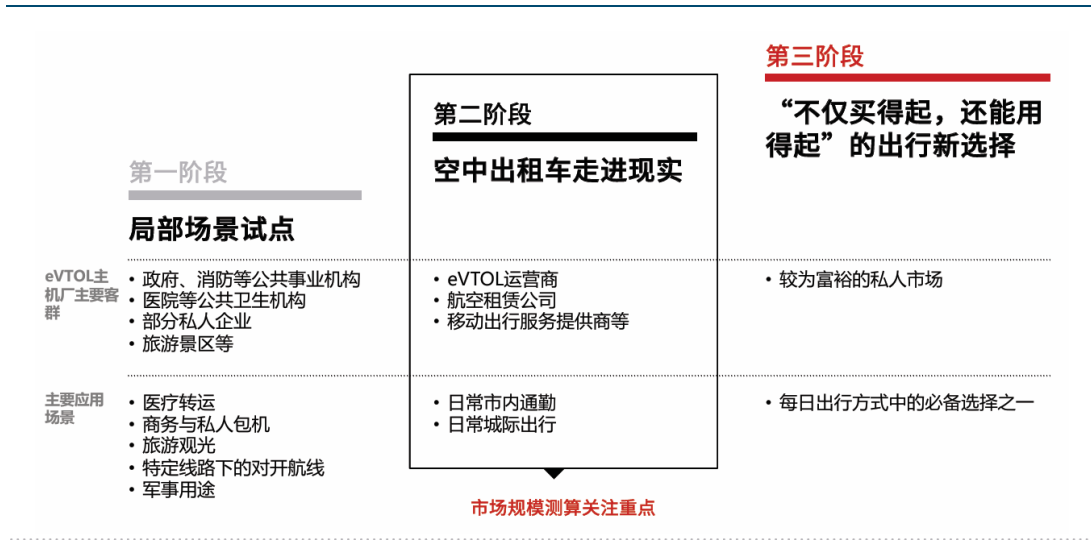 第一阶段
局部场景试点
第二阶段
空中出租车走进现实
第三阶段
“不仅买得起，还能用
得起”的出行新选择
eVTOL主
机厂主要客
群
• 政府、消防等公共事业机构
• 医院等公共卫生机构
• 部分私人企业
• 旅游景区等
• eVTOL运营商
• 航空租赁公司
• 移动出行服务提供商等
• 较为富裕的私人市场
主要应用
场景
• 医疗转运
• 商务与私人包机
• 旅游观光
• 特定线路下的对开航线
• 军事用途
• 日常市内通勤
• 日常城际出行
• 每日出行方式中的必备选择之一
市场规模测算关注重点